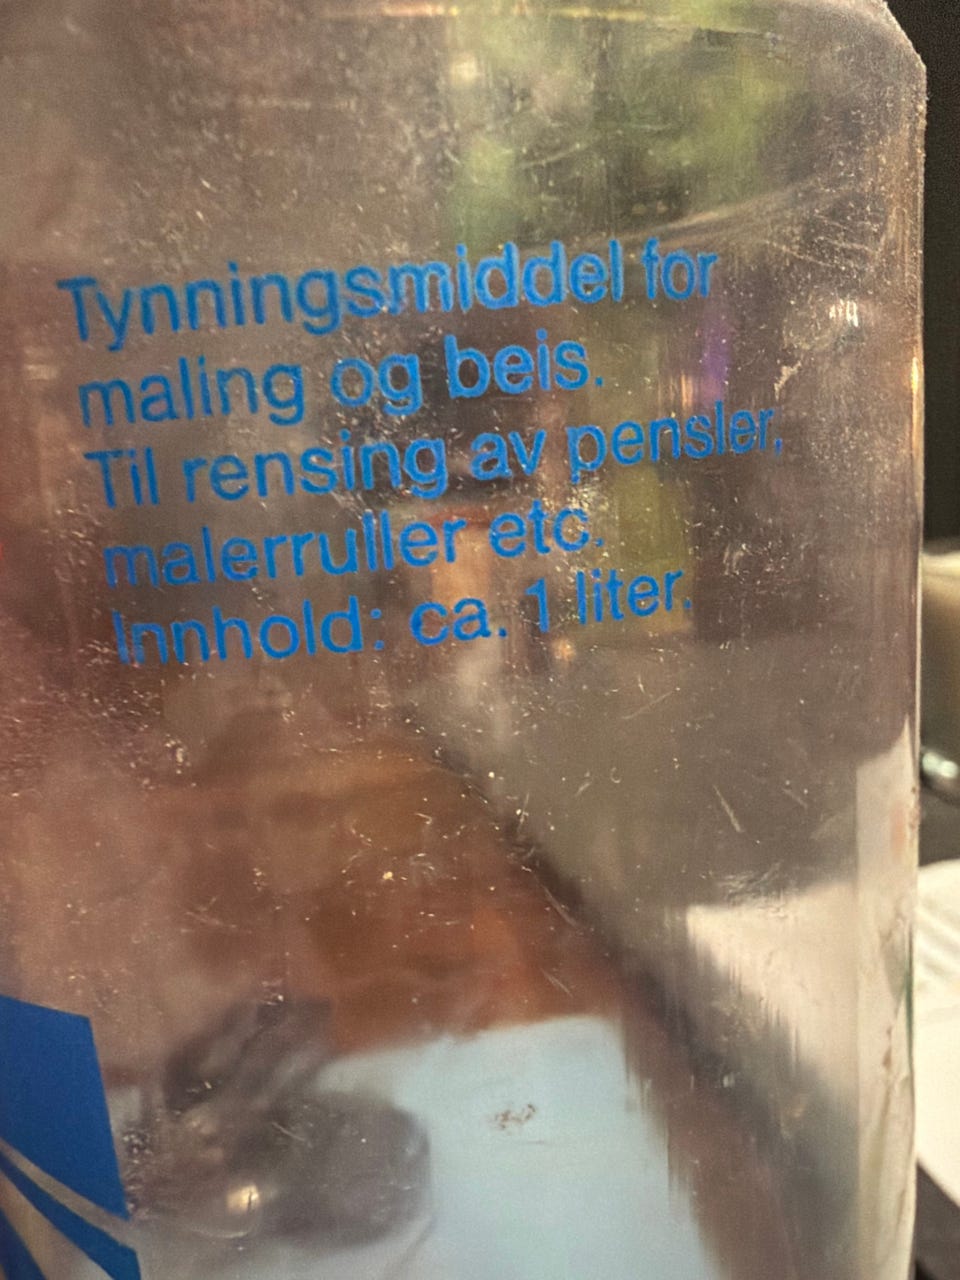 Tynningsmiddel for
maling og beis.
Til rensing av pensler,
malerruller etc.
Innhold: ca. 1 liter.